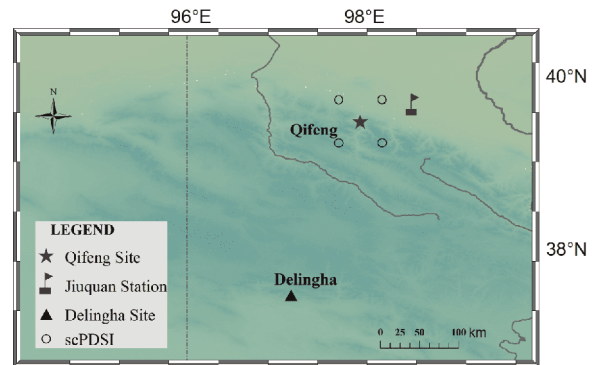 96°E 98°E
40°N
N
Qifeng
LEGEND
Qifeng Site
Jiuquan Station
Delingha Site
scPDSI
38°N
Delingha
0 25 50 100 km